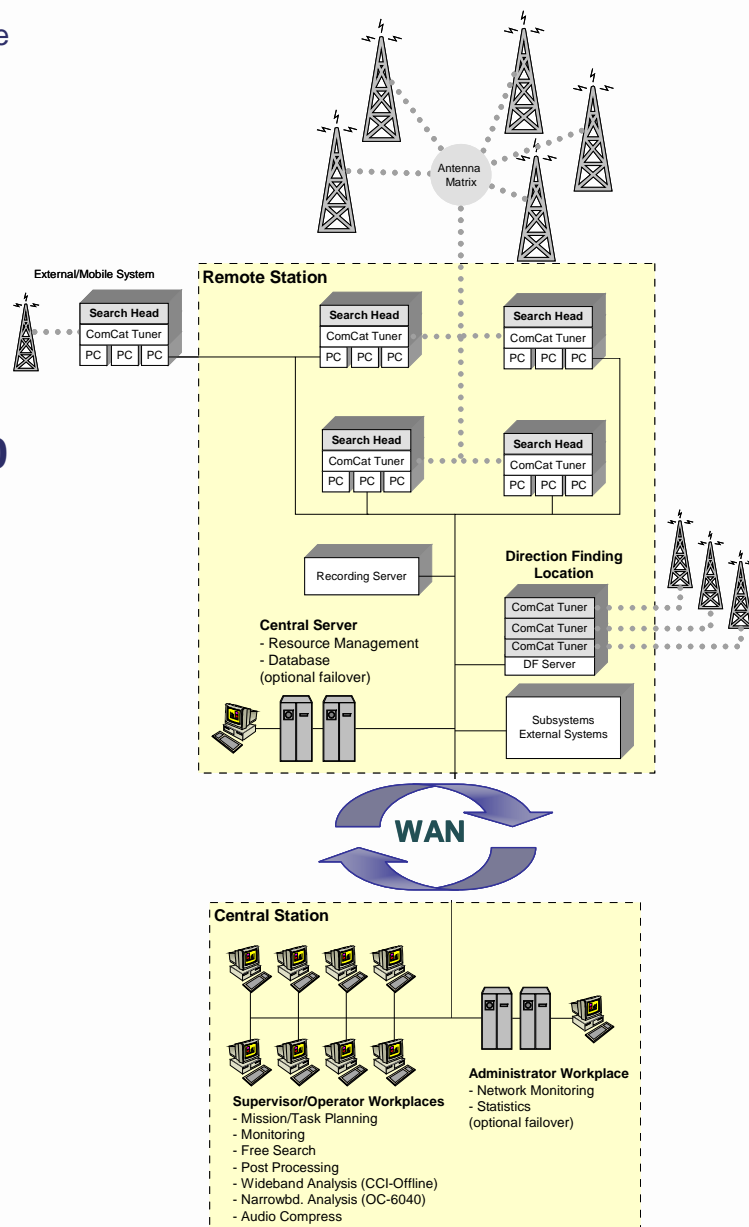 e
Antenna
Matrix
External/Mobile System
Remote Station
Search Head
ComCat Tuner
PC PC PC
Search Head
ComCat Tuner
PC PC PC
Search Head
ComCat Tuner
PC PC PC
Search Head
ComCat Tuner
PC PC PC
Search Head
ComCat Tuner
PC PC PC
Recording Server
Direction Finding
Location
ComCat Tuner
ComCat Tuner
ComCat Tuner
DF Server
Central Server
- Resource Management
- Database
(optional failover)
Subsystems
External Systems
WAN
Central Station
Supervisor/Operator Workplaces
- Mission/Task Planning
- Monitoring
- Free Search
- Post Processing
- Wideband Analysis (CCI-Offline)
- Narrowbd. Analysis (OC-6040)
- Audio Compress
Administrator Workplace
- Network Monitoring
- Statistics
(optional failover)